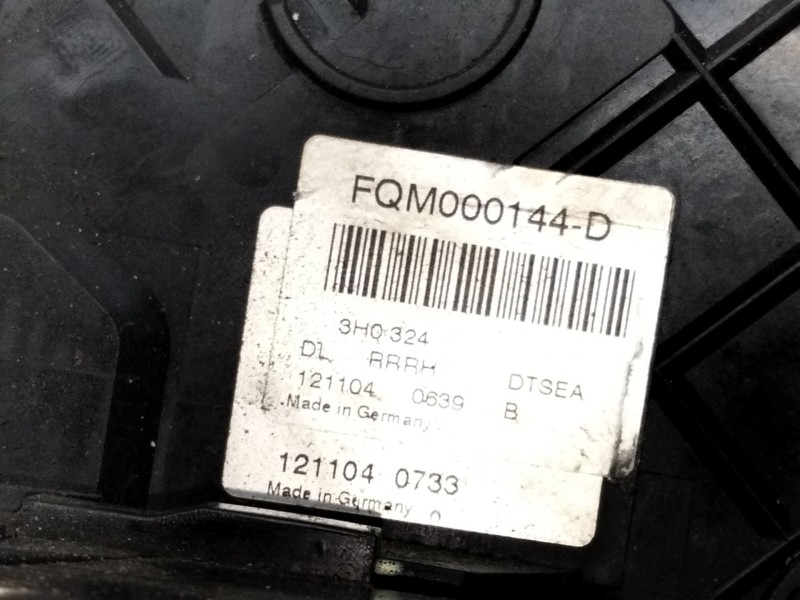 FQM000144-D
3H0 324
DL RRRH DTSEA
121104 0639 B
Made in Germany
121104 0733
Made in Germany